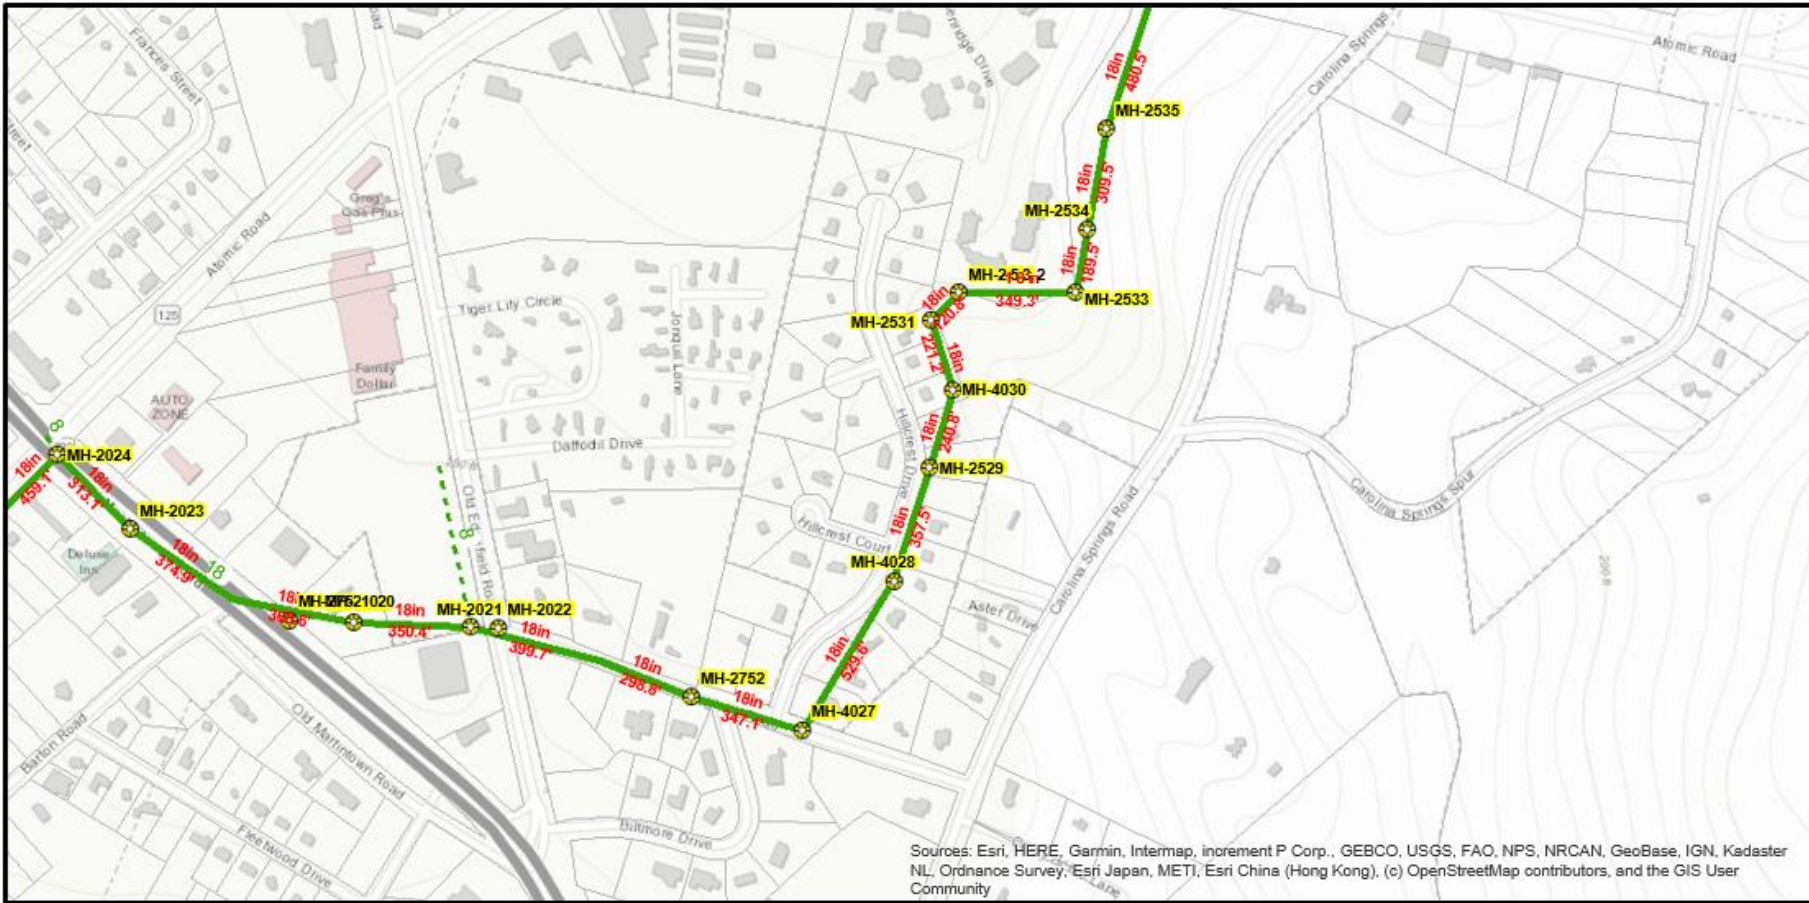 Frances Street
Road
Street
Atomic Road
Greg's
Gas Plus
125
Family
Dollar
AUTO
ZONE
enridge Drive
Carolina Springs
Atomic Road
18in
480.5'
MH-2535
18in
309.5'
MH-2534
18in
189.5'
MH-2533
349.3'
18in
120.8'
MH-2531
221.2'
18in
MH-4030
18in
240.8'
MH-2529
18in
357.5'
MH-4028
18in
529.6'
MH-4027
Tiger Lily Circle
Jonquil Lane
Daffodil Drive
Hillcrest Drive
Hillcrest Court
Carolina Springs Road
Carolina Springs Spur
Aster Drive
8
MH-2024
18in
459.1'
18in
313.1'
MH-2023
Deluxe
Inn
18in
374.9'
18
18in
350.4'
MH-2021
MH-2022
8
18in
399.7'
18in
298.8'
MH-2752
18in
347.1'
Barton Road
Old Martintown Road
Fleetwood Drive
Biltmore Drive
Sources: Esri, HERE, Garmin, Intermap, increment P Corp., GEBCO, USGS, FAO, NPS, NRCAN, GeoBase, IGN, Kadaster
NL, Ordnance Survey, Esri Japan, METI, Esri China (Hong Kong), (c) OpenStreetMap contributors, and the GIS User
Community